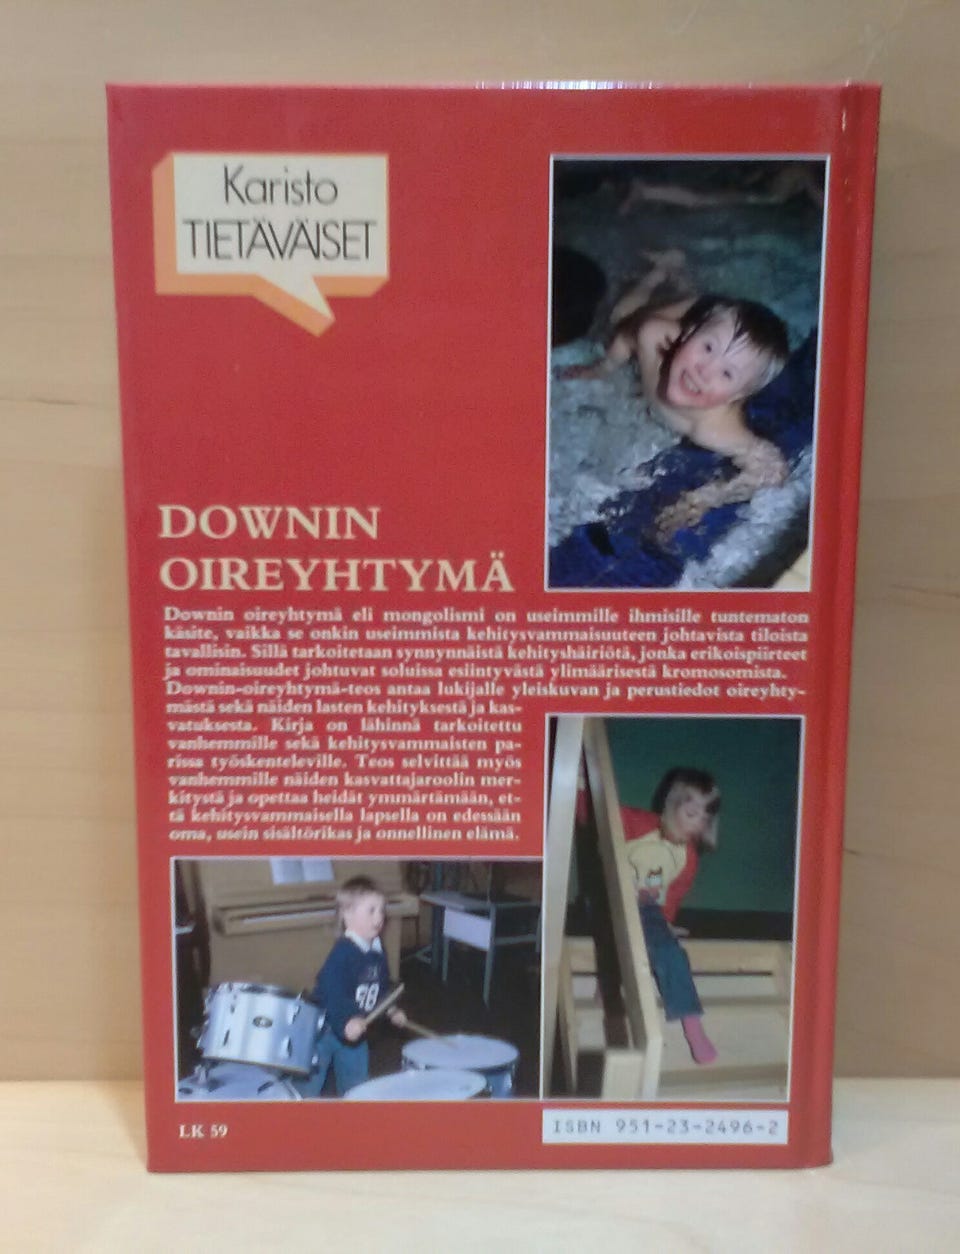 Karisto
TIETÄVÄISET
DOWNIN
OIREYHTYMÄ
Downin oireyhtymä eli mongolismi on useimmille ihmisille tuntematon
käsite, vaikka se onkin useimmista kehitysvammaisuuteen johtavista tiloista
tavallisin. Sillä tarkoitetaan synnynnäistä kehityshäiriötä, jonka erikoispiirteet
ja ominaisuudet johtuvat soluissa esiintyvästä ylimääräisestä kromosomista.
Downin-oireyhtymä-teos antaa lukijalle yleiskuvan ja perustiedot oireyhty-
mästä sekä näiden lasten kehityksestä ja kas-
vatuksesta. Kirja on lähinnä tarkoitettu
vanhemmille sekä kehitysvammaisten pa-
rissa työskenteleville. Teos selvittää myös
vanhemmille näiden kasvattajaroolin mer-
kitystä ja opettaa heidät ymmärtämään, et-
tä kehitysvammaisella lapsella on edessään
oma, usein sisältörikas ja onnellinen elämä.
98
LK 59
ISBN 951-23-2496-2